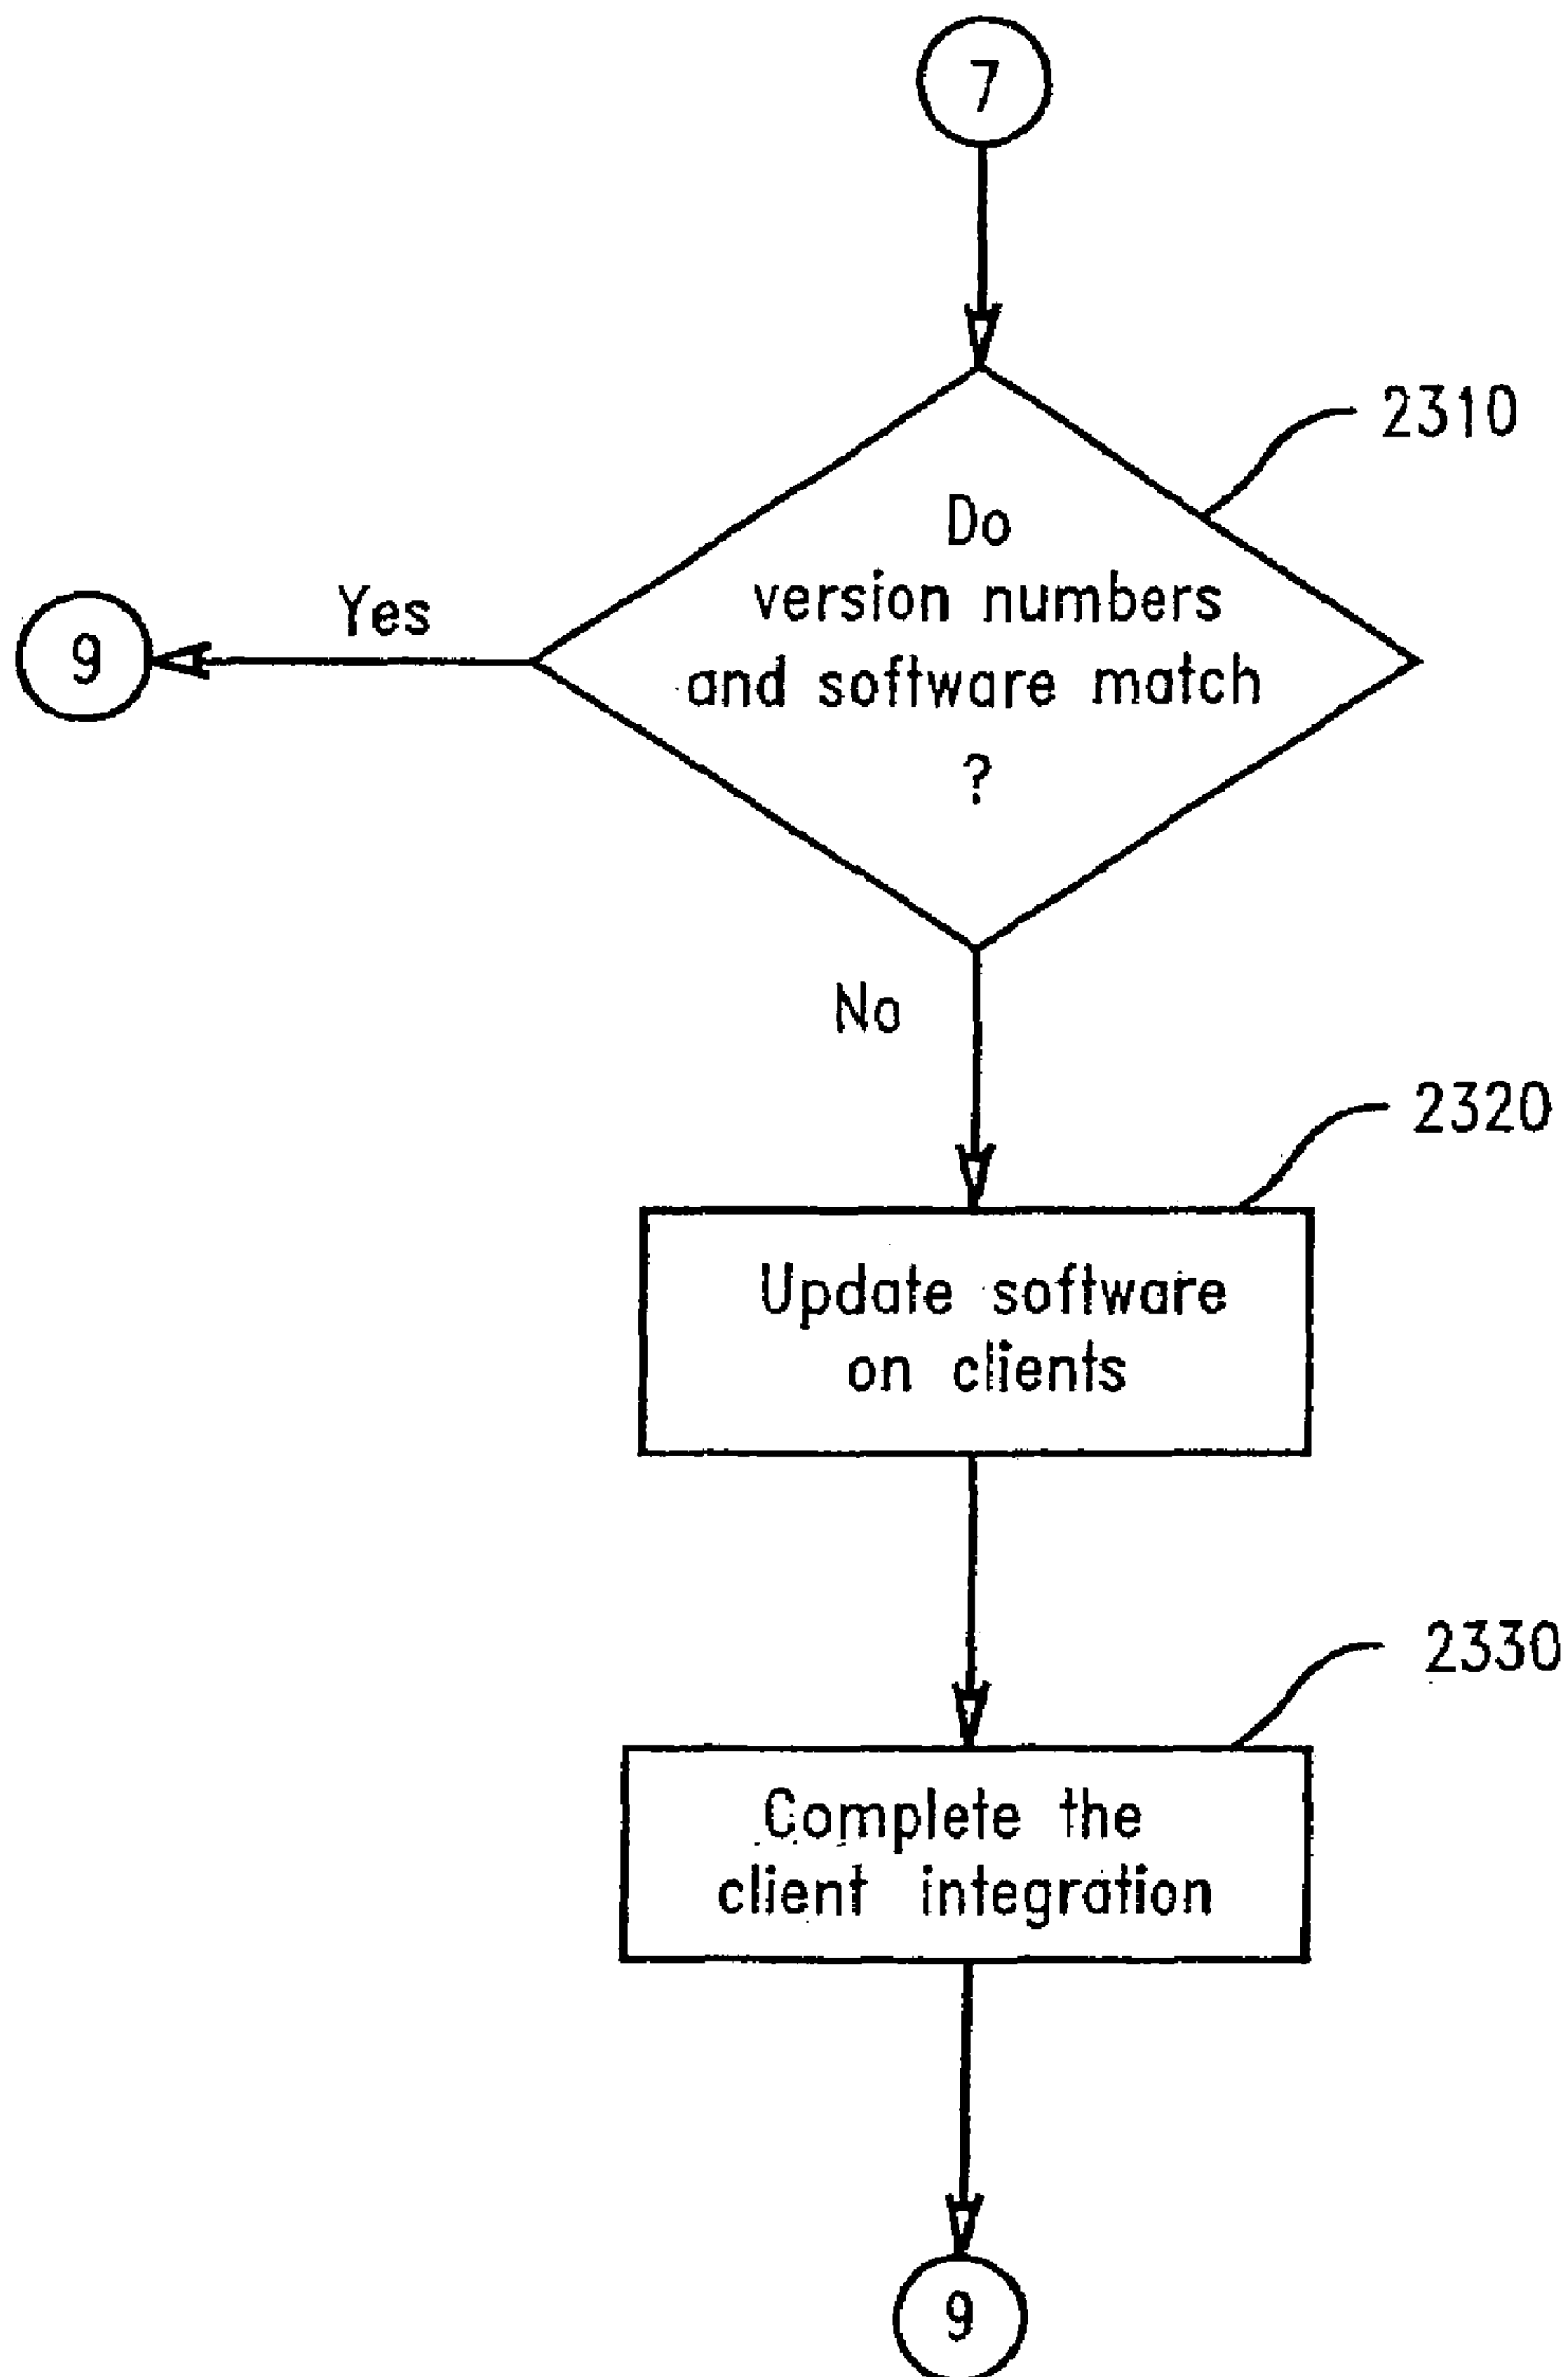 7
2310
Do
version numbers
and software match
?
Yes
9
No
2320
Update software
on clients
2330
Complete the
client integration
9